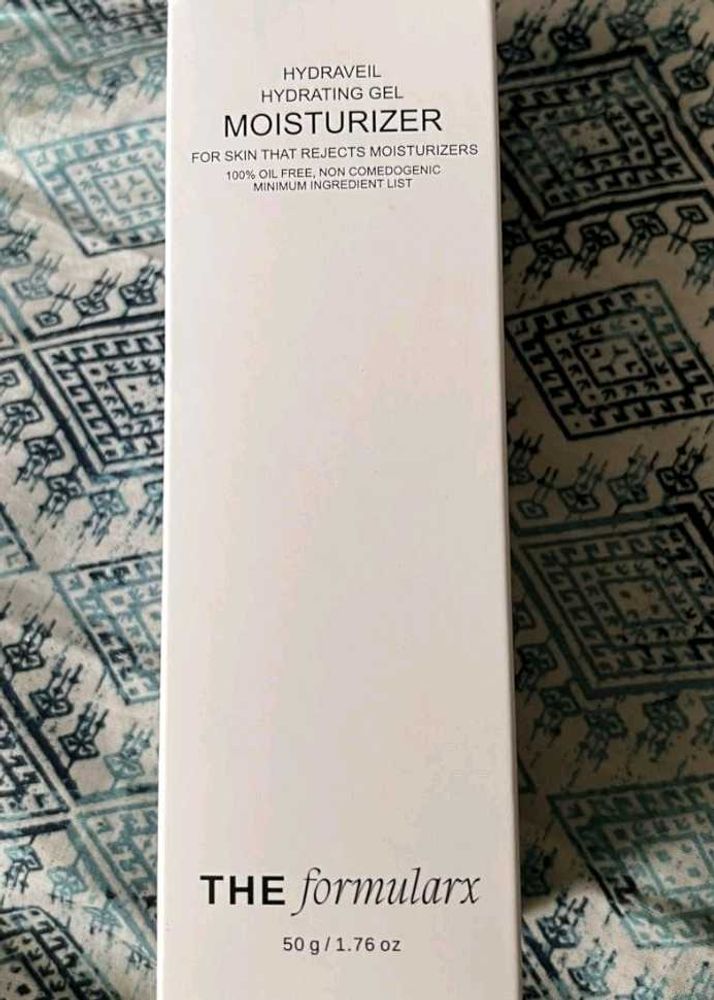 HYDRAVEIL
HYDRATING GEL
MOISTURIZER
FOR SKIN THAT REJECTS MOISTURIZERS
100% OIL FREE, NON COMEDOGENIC
MINIMUM INGREDIENT LIST
THE formularx
50 g / 1.76 oz